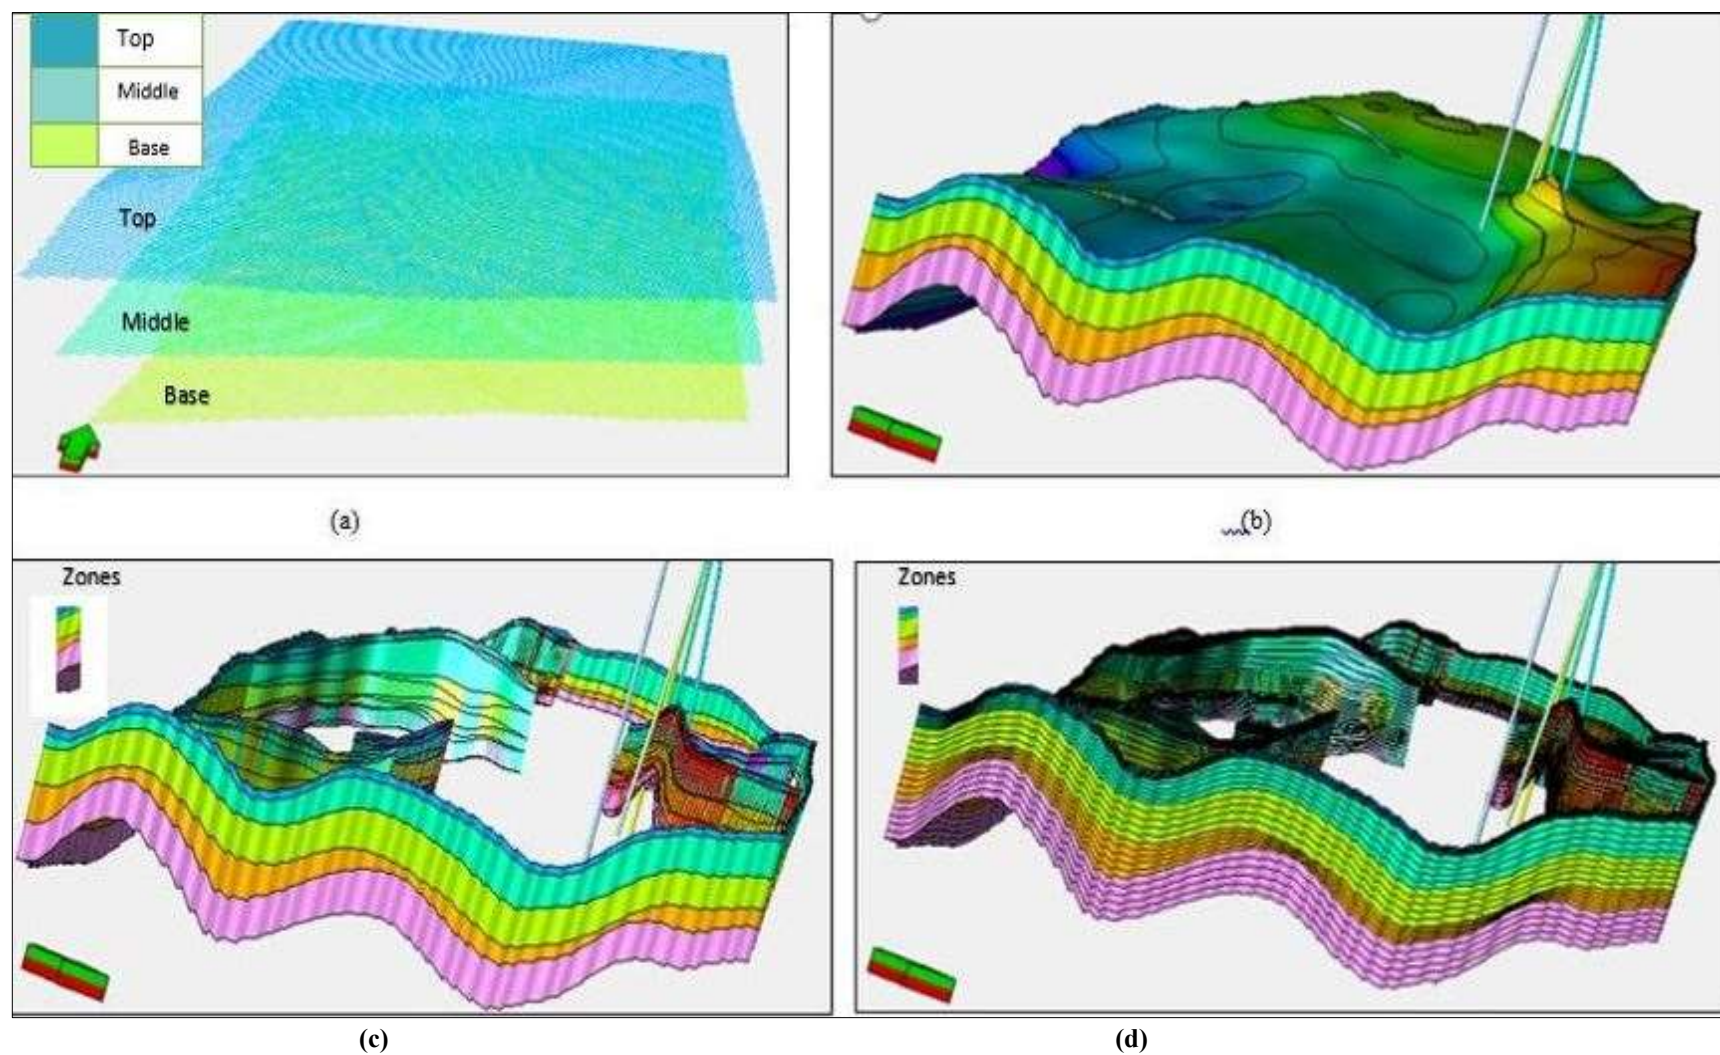 Top
Middle
Base
Top
Middle
Base
(a)
(b)
Zones
Zones
(c)
(d)